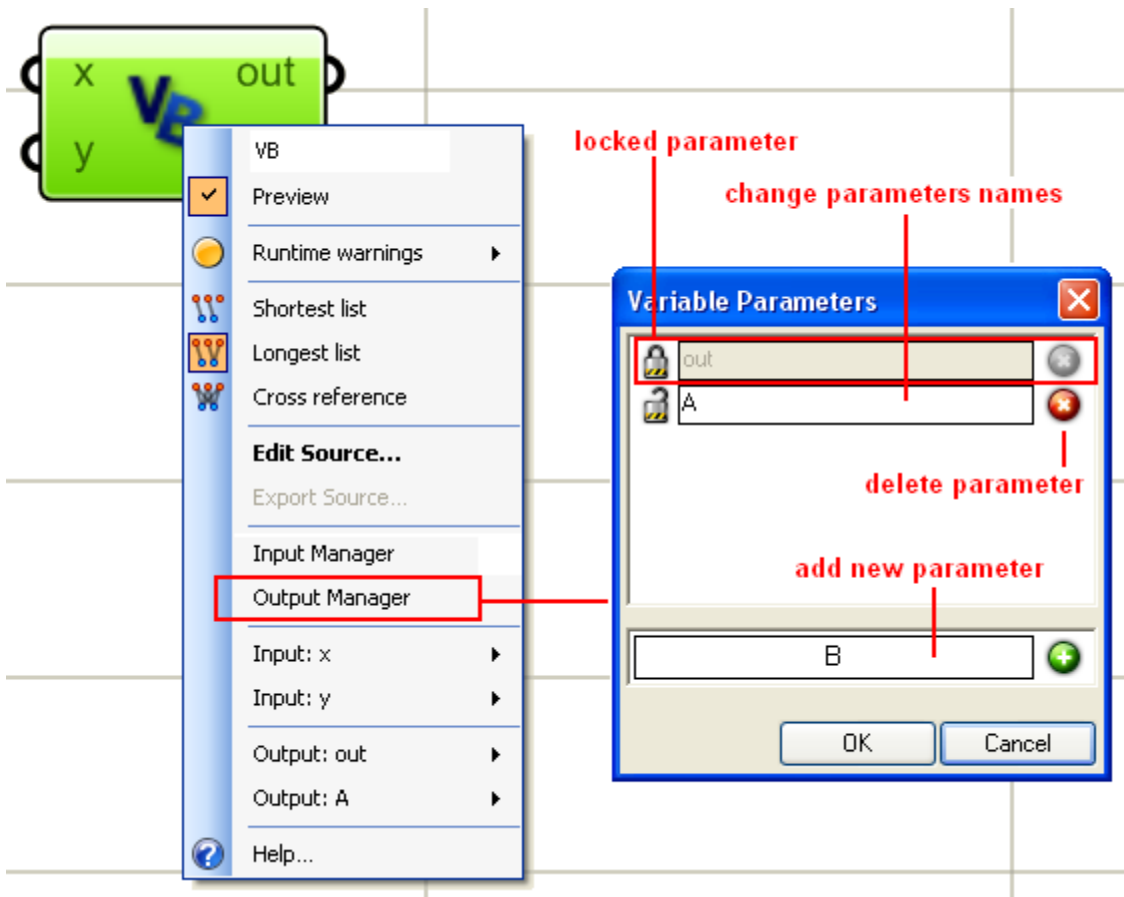 x
out
VB
y
VB
Preview
Runtime warnings
Shortest list
Longest list
Cross reference
Edit Source...
Export Source...
Input Manager
Output Manager
Input: x
Input: y
Output: out
Output: A
Help...
locked parameter
change parameters names
Variable Parameters
out
A
delete parameter
add new parameter
B
OK
Cancel